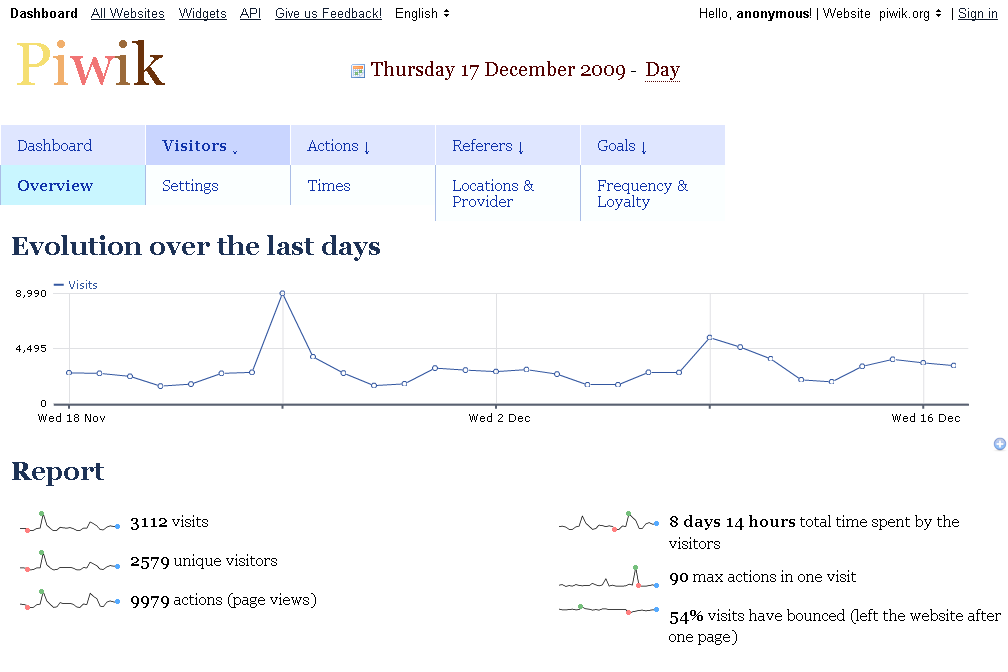 Dashboard All Websites Widgets API Give us Feedback! English
Hello, anonymous! | Website piwik.org | Sign in
Piwik
Thursday 17 December 2009 - Day
Dashboard Visitors ↓ Actions ↓ Referers ↓ Goals ↓
Overview Settings Times Locations & Provider Frequency & Loyalty
Evolution over the last days
Visits
8,990
4,495
0
Wed 18 Nov Wed 2 Dec Wed 16 Dec
Report
3112 visits
2579 unique visitors
9979 actions (page views)
8 days 14 hours total time spent by the
visitors
90 max actions in one visit
54% visits have bounced (left the website after
one page)